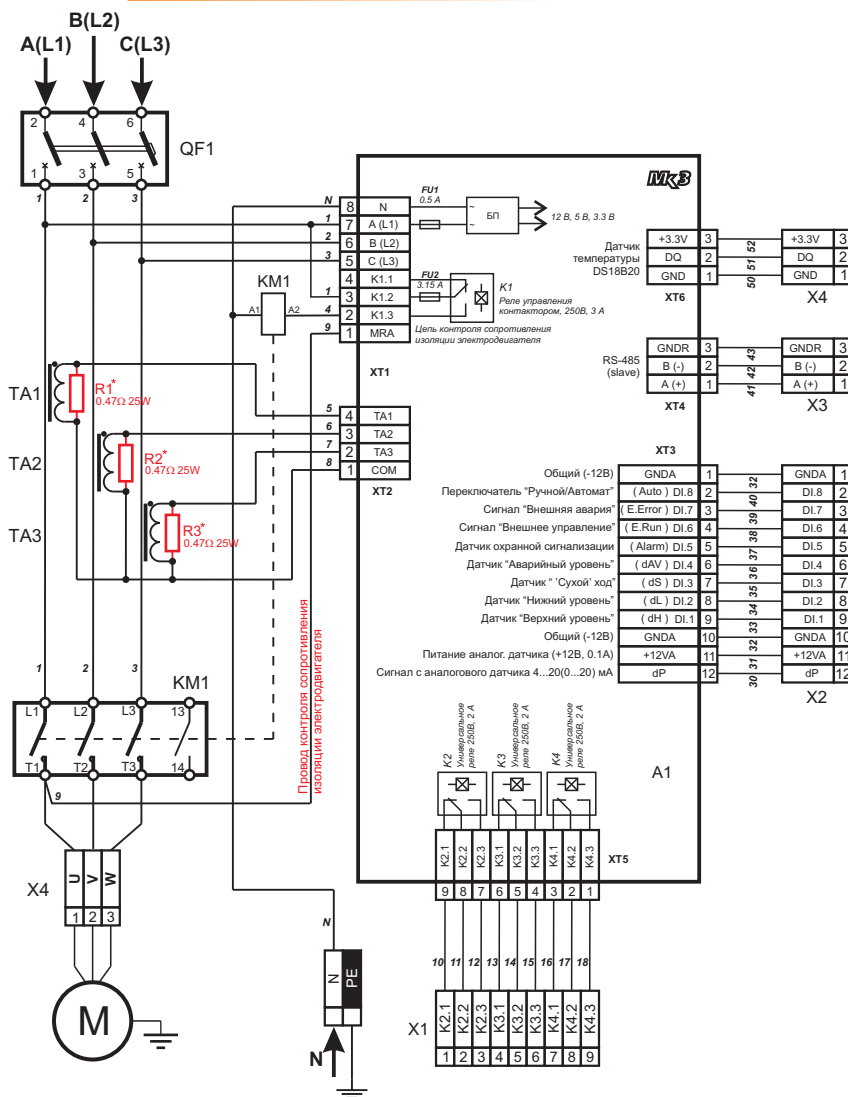 B(L2)
A(L1)
C(L3)
2
4
6
QF1
1
3
5
1
2
3
Мк3
N
8
N
1
7
A (L1)
2
6
B (L2)
3
5
C (L3)
4
K1.1
1
3
K1.2
4
2
K1.3
9
1
MRA
XT1
FU1
0.5 A
~
~
БП
12 В, 5 В, 3.3 В
FU2
3.15 A
K1
Реле управления
контактором, 250В, 3 А
Цепь контроля сопротивления
изоляции электродвигателя
KM1
A1
A2
Датчик
температуры
DS18B20
+3.3V
3
52
+3.3V
3
DQ
2
51
DQ
2
GND
1
50
GND
1
XT6
X4
RS-485
(slave)
GNDR
3
43
GNDR
3
B (-)
2
42
B (-)
2
A (+)
1
41
A (+)
1
XT4
X3
TA1
R1*
0.47Ω 25W
TA2
R2*
0.47Ω 25W
TA3
R3*
0.47Ω 25W
5
4
TA1
6
3
TA2
7
2
TA3
8
1
COM
XT2
XT3
Общий (-12В)
GNDA
1
32
GNDA
1
Переключатель "Ручной/Автомат"
( Auto ) DI.8
2
40
DI.8
2
Сигнал "Внешняя авария"
( E.Error) DI.7
3
39
DI.7
3
Сигнал "Внешнее управление"
( E.Run ) DI.6
4
38
DI.6
4
Датчик охранной сигнализации
( Alarm) DI.5
5
37
DI.5
5
Датчик "Аварийный уровень"
( dAV ) DI.4
6
36
DI.4
6
Датчик " 'Сухой' ход"
( dS ) DI.3
7
35
DI.3
7
Датчик "Нижний уровень"
( dL ) DI.2
8
34
DI.2
8
Датчик "Верхний уровень"
( dH ) DI.1
9
33
DI.1
9
Общий (-12В)
GNDA
10
32
GNDA
10
Питание аналог. датчика (+12В, 0.1А)
+12VA
11
31
+12VA
11
Сигнал с аналогового датчика 4...20(0...20) мА
dP
12
30
dP
12
X2
Провод контроля сопротивления
изоляции электродвигателя
1
2
3
KM1
L1
L2
L3
13
T1
T2
T3
14
9
K2
Универсальное
реле 250В, 2 А
K3
Универсальное
реле 250В, 2 А
K4
Универсальное
реле 250В, 2 А
A1
K2.1
K2.2
K2.3
K3.1
K3.2
K3.3
K4.1
K4.2
K4.3
XT5
9
8
7
6
5
4
3
2
1
X4
U
V
W
1
2
3
M
N
N
PE
N
10
11
12
13
14
15
16
17
18
X1
K2.1
K2.2
K2.3
K3.1
K3.2
K3.3
K4.1
K4.2
K4.3
1
2
3
4
5
6
7
8
9